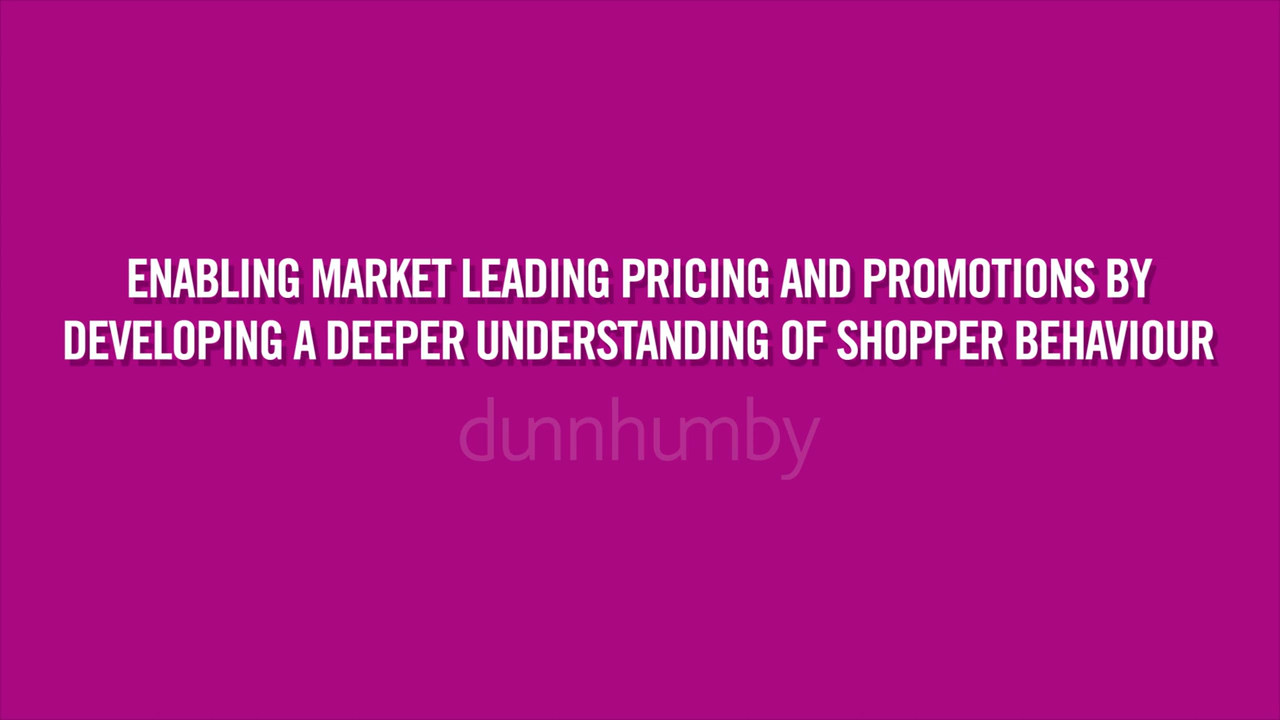 ENABLING MARKET LEADING PRICING AND PROMOTIONS BY
DEVELOPING A DEEPER UNDERSTANDING OF SHOPPER BEHAVIOUR
dunnhumby